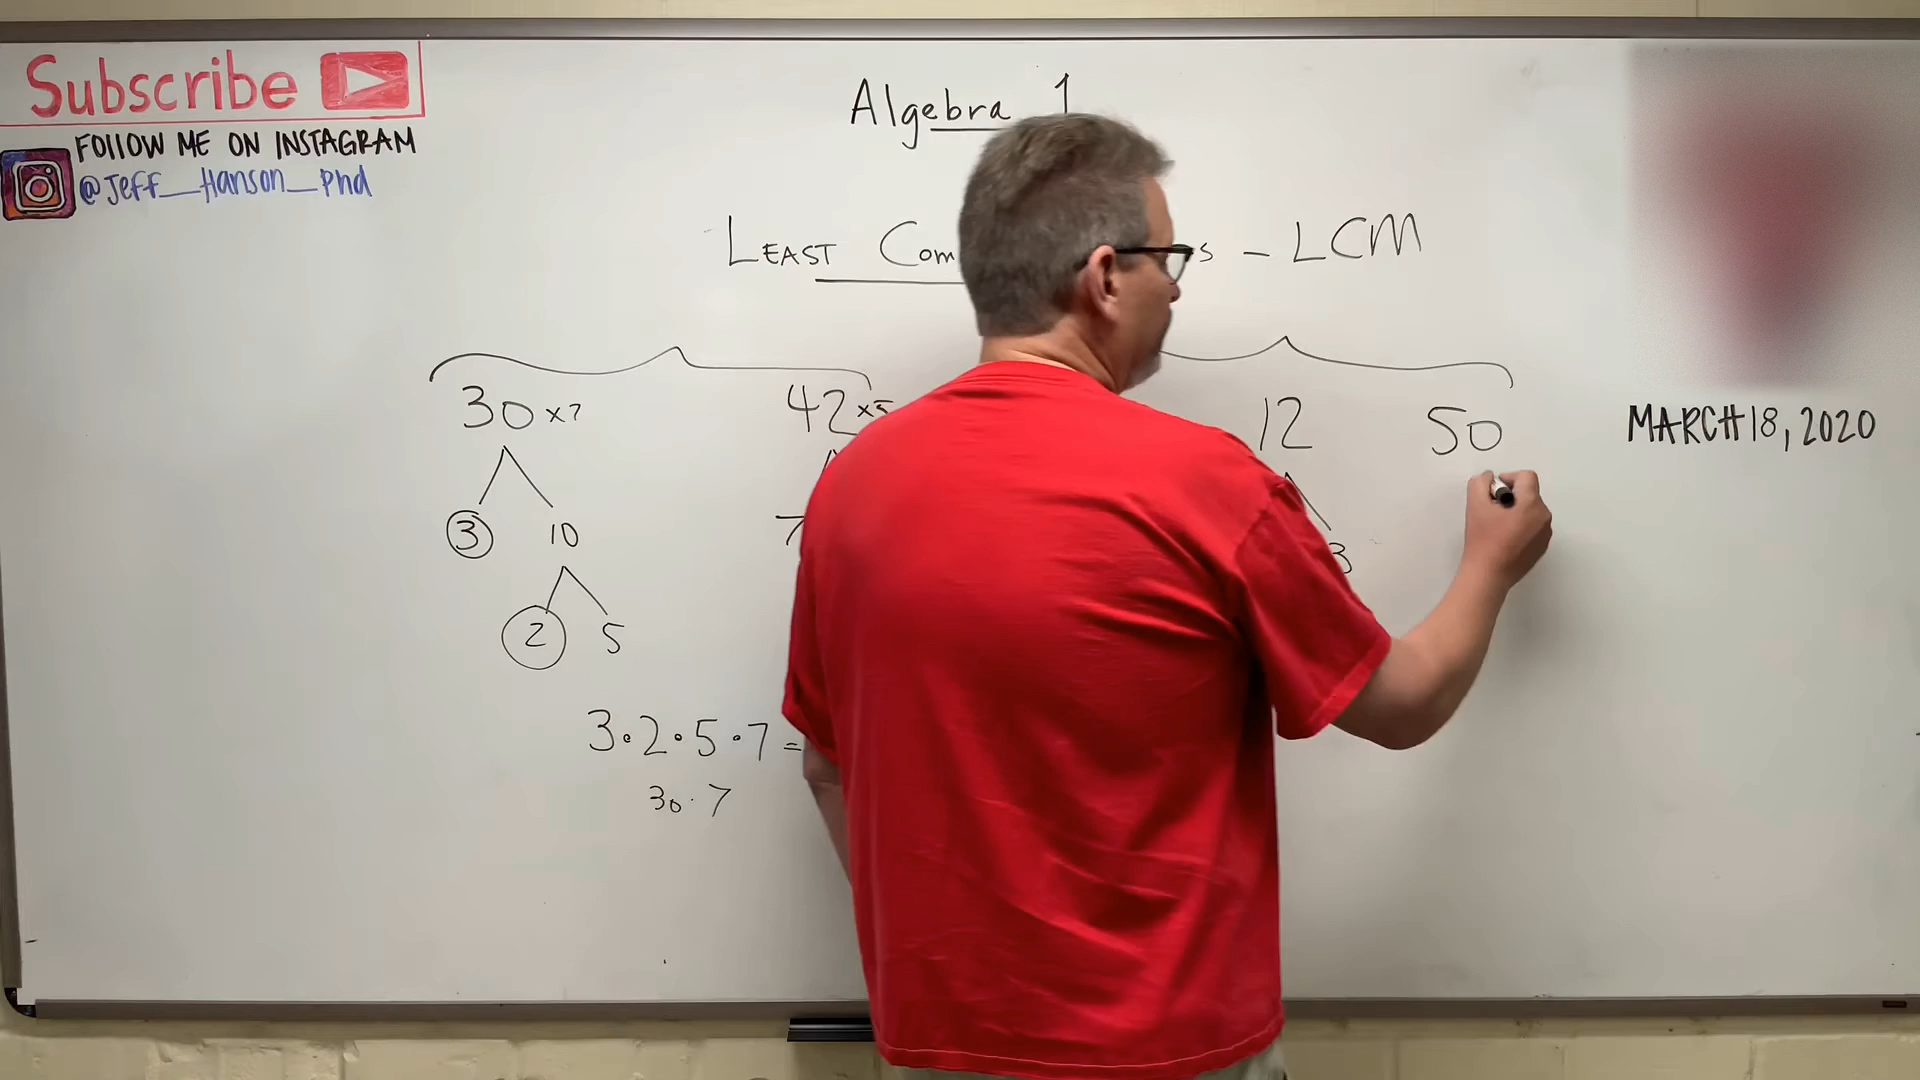 Subscribe
FOllOW ME ON INSTAGRAM
@Jeff_Hanson_Phd
Algebra 1
LEAST Com s - LCM
30 x7 42 x5 12 50
MARCH 18, 2020
3 10 7 3
2 5
3•2•5•7 =
30·7